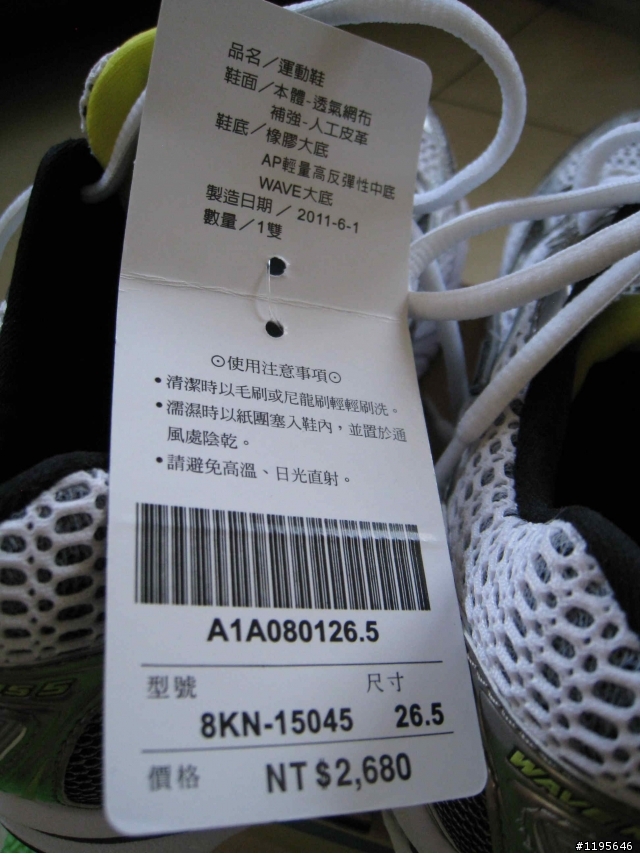 品名／運動鞋
鞋面／本體-透氣網布
補強-人工皮革
鞋底／橡膠大底
AP輕量高反彈性中底
WAVE大底
製造日期／2011-6-1
數量／1雙
⊙使用注意事項⊙
•清潔時以毛刷或尼龍刷輕輕刷洗。
•濡濕時以紙團塞入鞋內，並置於通
風處陰乾。
•請避免高溫、日光直射。
A1A080126.5
型號 尺寸
8KN-15045 26.5
價格 NT$2,680
WAVE
#1195646